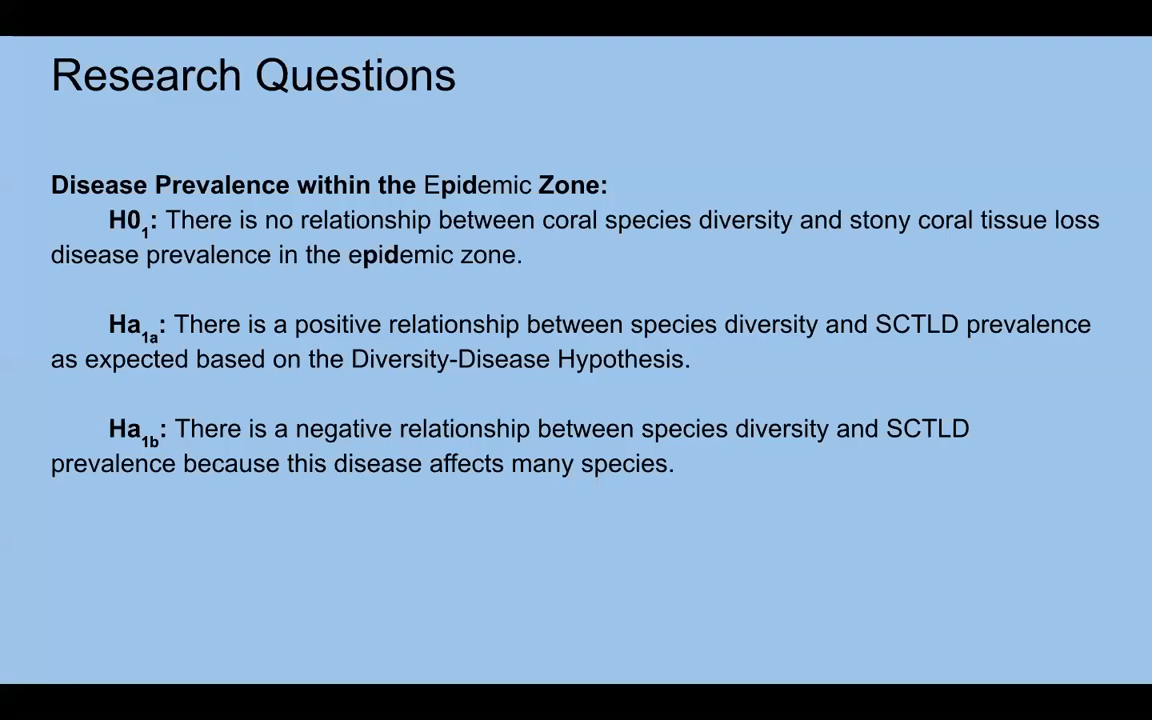 Research Questions
Disease Prevalence within the Epidemic Zone:
H0₁: There is no relationship between coral species diversity and stony coral tissue loss
disease prevalence in the epidemic zone.
Ha₁ₐ: There is a positive relationship between species diversity and SCTLD prevalence
as expected based on the Diversity-Disease Hypothesis.
Ha1b: There is a negative relationship between species diversity and SCTLD
prevalence because this disease affects many species.